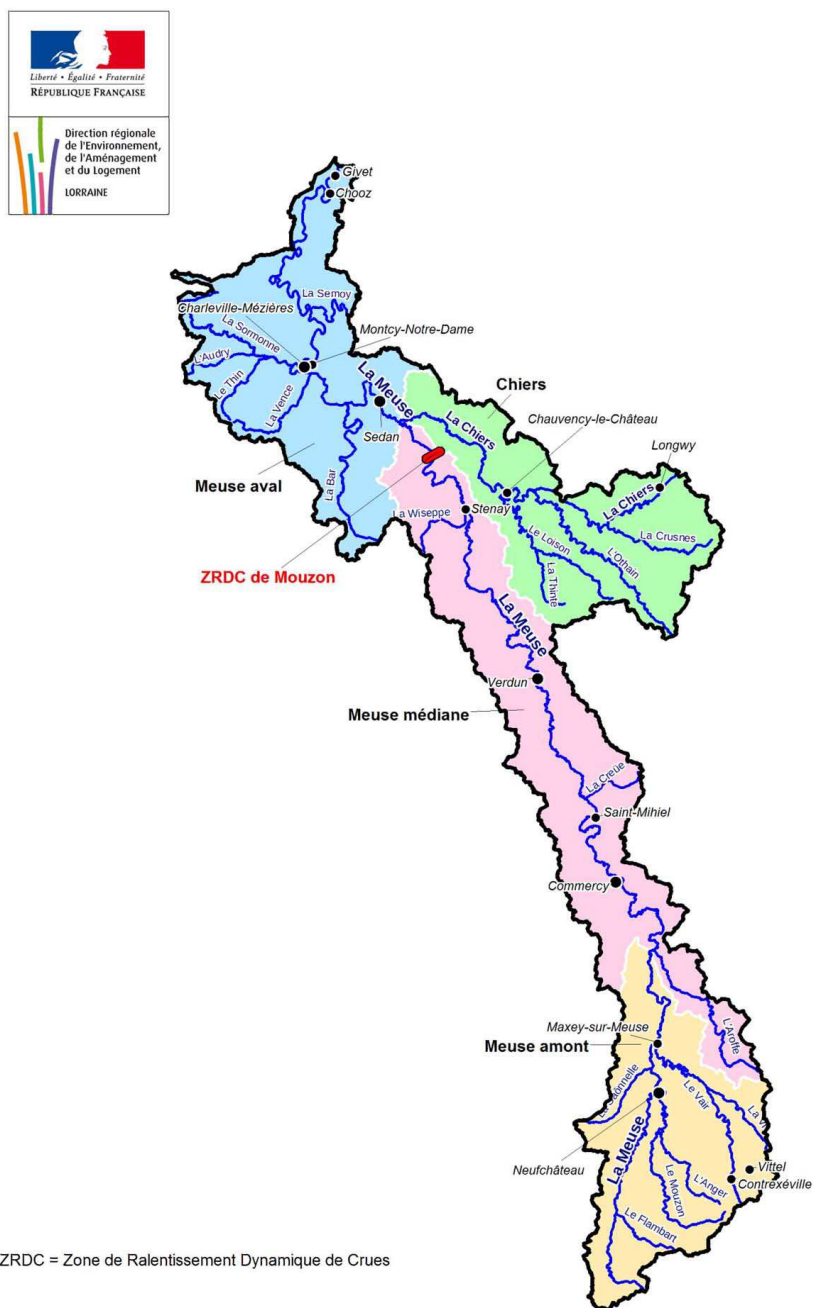 Liberté • Égalité • Fraternité
RÉPUBLIQUE FRANÇAISE
Direction régionale
de l'Environnement,
de l'Aménagement
et du Logement
LORRAINE
Givet
Chooz
La Semoy
Charleville-Mézières
La Sormonne
Montcy-Notre-Dame
L'Audry
Le Thin
La Vence
La Meuse
Chiers
La Chiers
Chauvency-le-Château
Sedan
Longwy
Meuse aval
La Bar
La Chiers
La Wiseppe
Stenay
La Crusnes
Le Loison
L'Othain
La Thinte
ZRDC de Mouzon
La Meuse
Verdun
Meuse médiane
La Creüe
Saint-Mihiel
Commercy
L'Aroffe
Maxey-sur-Meuse
Meuse amont
La Saônnelle
Le Vair
La Vi
La Meuse
Neufchâteau
Vittel
Contrexéville
L'Anger
Le Mouzon
Le Flambart
ZRDC = Zone de Ralentissement Dynamique de Crues